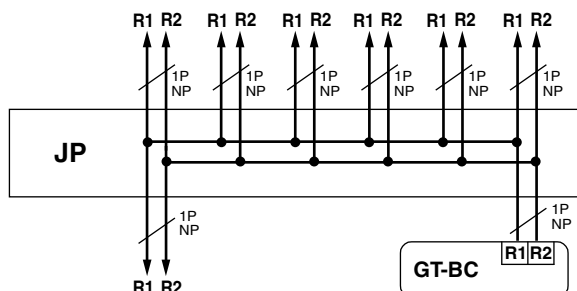 R1 R2 R1 R2 R1 R2 R1 R2 R1 R2 R1 R2
1P 1P 1P 1P 1P 1P
NP NP NP NP NP NP
JP
1P 1P
NP NP
R1 R2
GT-BC
R1 R2